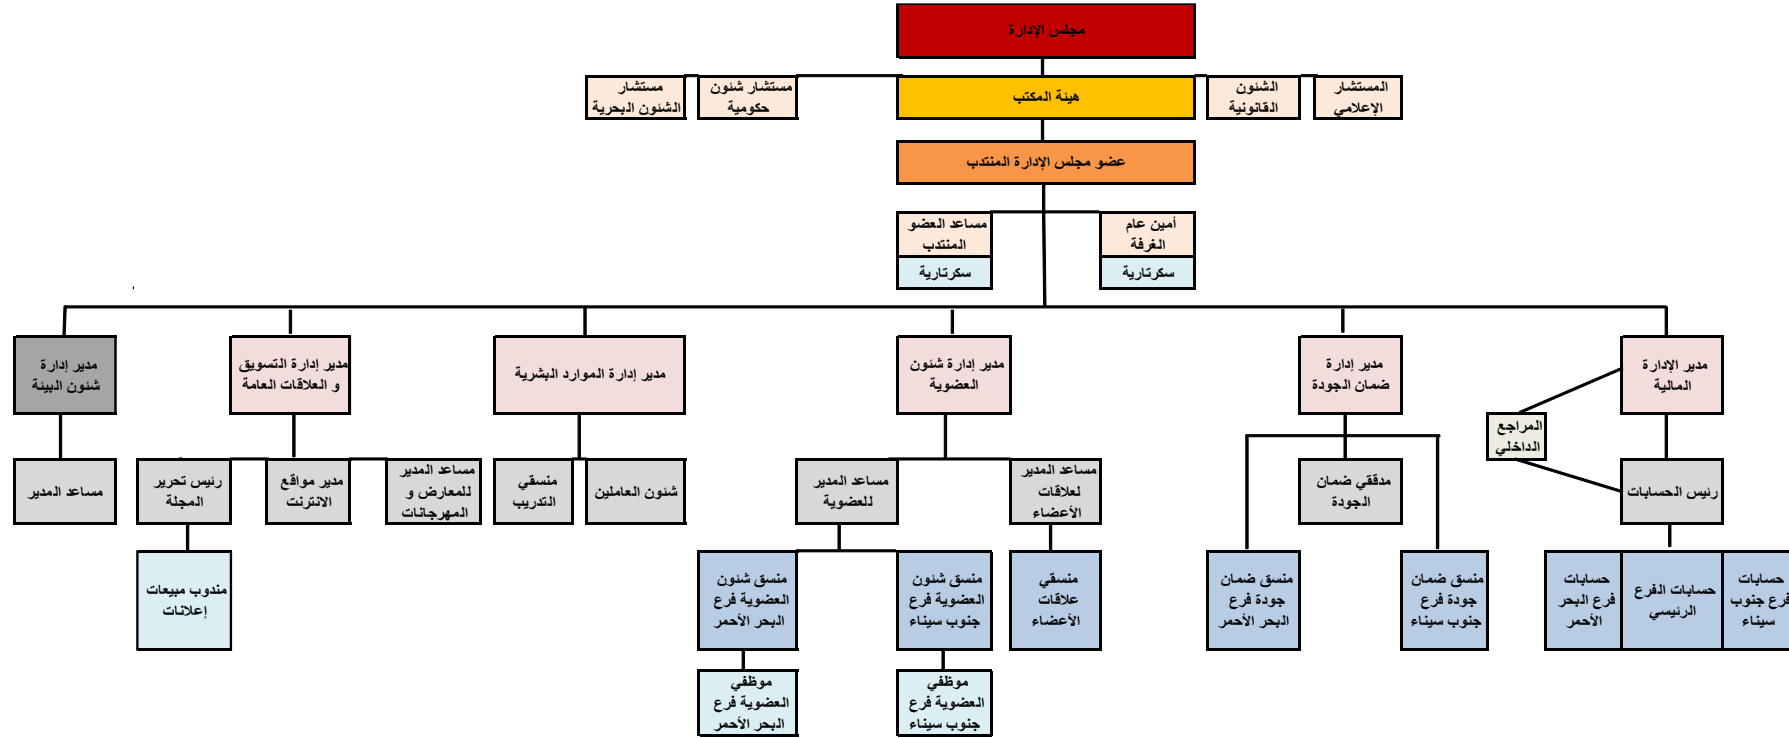 مجلس الإدارة
المستشار
الإعلامي
الشئون
القانونية
هيئة المكتب
مستشار شئون
حكومية
مستشار
الشئون البحرية
عضو مجلس الإدارة المنتدب
أمين عام
الغرفة
سكرتارية
مساعد العضو
المنتدب
سكرتارية
مدير الإدارة
المالية
مدير إدارة
ضمان الجودة
مدير إدارة شئون
العضوية
مدير إدارة الموارد البشرية
مدير إدارة التسويق
و العلاقات العامة
مدير إدارة
شئون البيئة
المراجع
الداخلي
رئيس الحسابات
مدققي ضمان
الجودة
مساعد المدير
لعلاقات
الأعضاء
مساعد المدير
للعضوية
شئون العاملين
منسقي
التدريب
مساعد المدير
للمعارض و
المهرجانات
مدير مواقع
الانترنت
رئيس تحرير
المجلة
مساعد المدير
حسابات
فرع جنوب
سيناء
حسابات الفرع
الرئيسي
حسابات
فرع البحر
الأحمر
منسق ضمان
جودة فرع
جنوب سيناء
منسق ضمان
جودة فرع
البحر الأحمر
منسقي
علاقات
الأعضاء
منسق شئون
العضوية فرع
جنوب سيناء
منسق شئون
العضوية فرع
البحر الأحمر
مندوب مبيعات
إعلانات
موظفي
العضوية فرع
جنوب سيناء
موظفي
العضوية فرع
البحر الأحمر